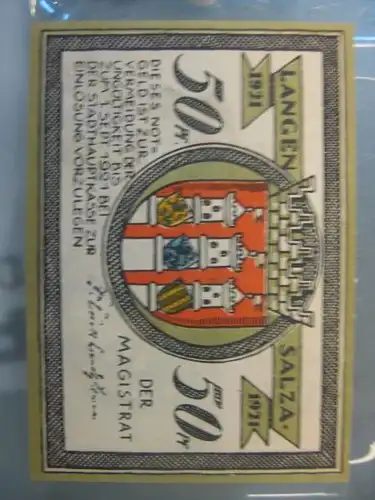 LANGEN SALZA.
1921 1921
50 Pf. 50 Pf
DIESES NOT=
GELD IST ZUR
VERMEIDUNG DER
UNGÜLTIGKEIT BIS
ZUM 1. SEPT. 1921 BEI
DER STADTHAUPTKASSE ZUR
EINLÖSUNG VORZULEGEN
DER
MAGISTRAT